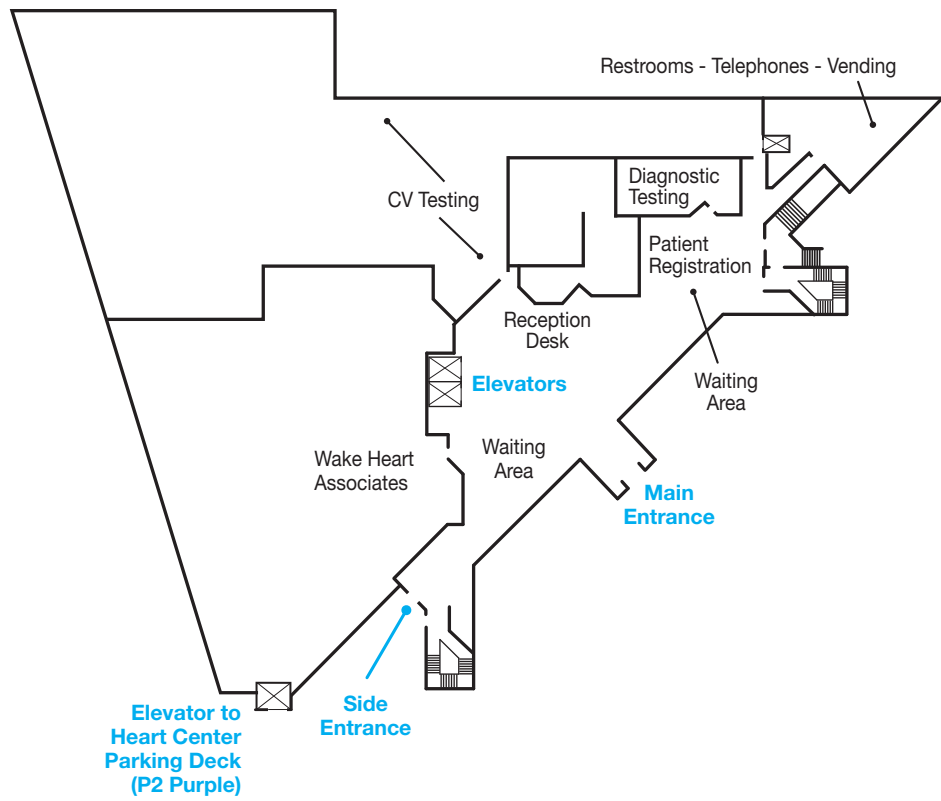 Restrooms - Telephones - Vending
CV Testing
Diagnostic
Testing
Patient
Registration
Reception
Desk
Elevators
Waiting
Area
Wake Heart
Associates
Waiting
Area
Main
Entrance
Side
Entrance
Elevator to
Heart Center
Parking Deck
(P2 Purple)